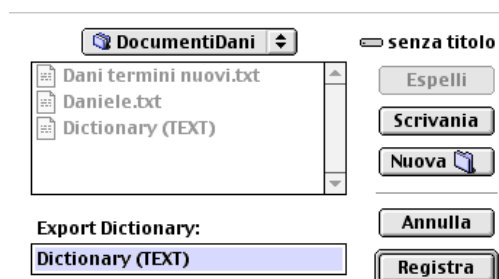 DocumentiDani
senza titolo
Dani termini nuovi.txt
Daniele.txt
Dictionary (TEXT)
Espelli
Scrivania
Nuova
Export Dictionary:
Dictionary (TEXT)
Annulla
Registra